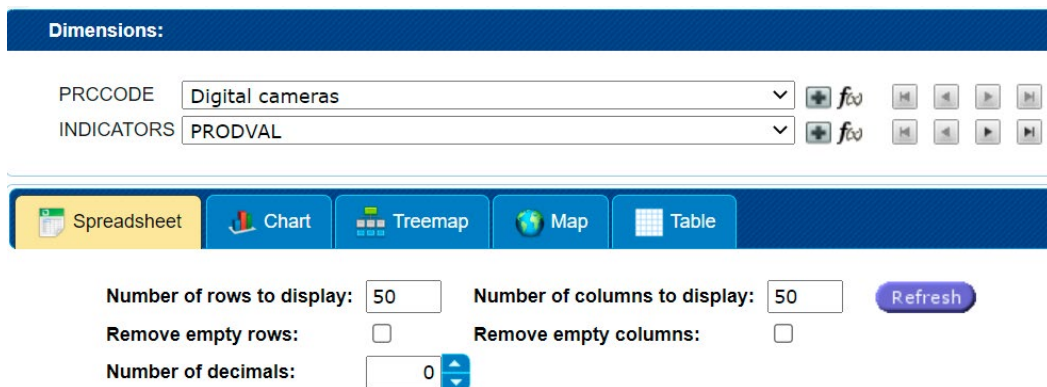 Dimensions:
PRCCODE Digital cameras f(x)
INDICATORS PRODVAL f(x)
Spreadsheet Chart Treemap Map Table
Number of rows to display: 50 Number of columns to display: 50 Refresh
Remove empty rows: Remove empty columns:
Number of decimals: 0